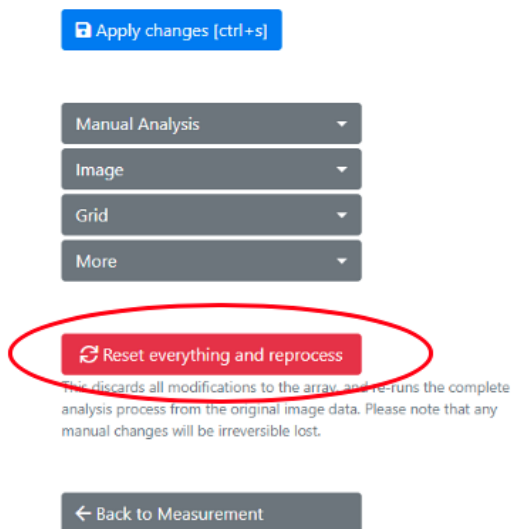 Apply changes [ctrl+s]
Manual Analysis
Image
Grid
More
Reset everything and reprocess
This discards all modifications to the array, and re-runs the complete
analysis process from the original image data. Please note that any
manual changes will be irreversible lost.
Back to Measurement